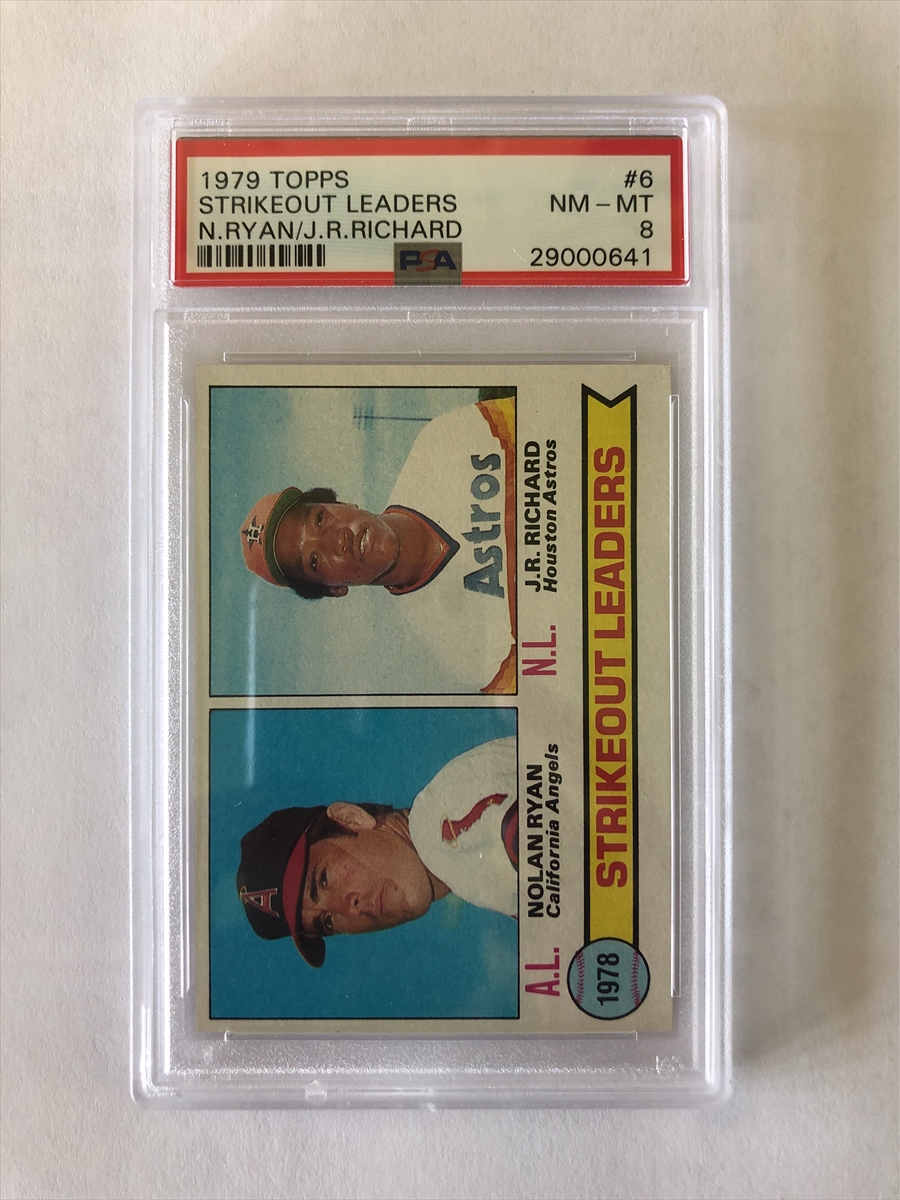 1979 TOPPS #6
STRIKEOUT LEADERS NM – MT
N.RYAN/J.R.RICHARD 8
PSA 29000641
H
Astros
A
A.L. NOLAN RYAN
California Angels
N.L. J.R. RICHARD
Houston Astros
1978 STRIKEOUT LEADERS